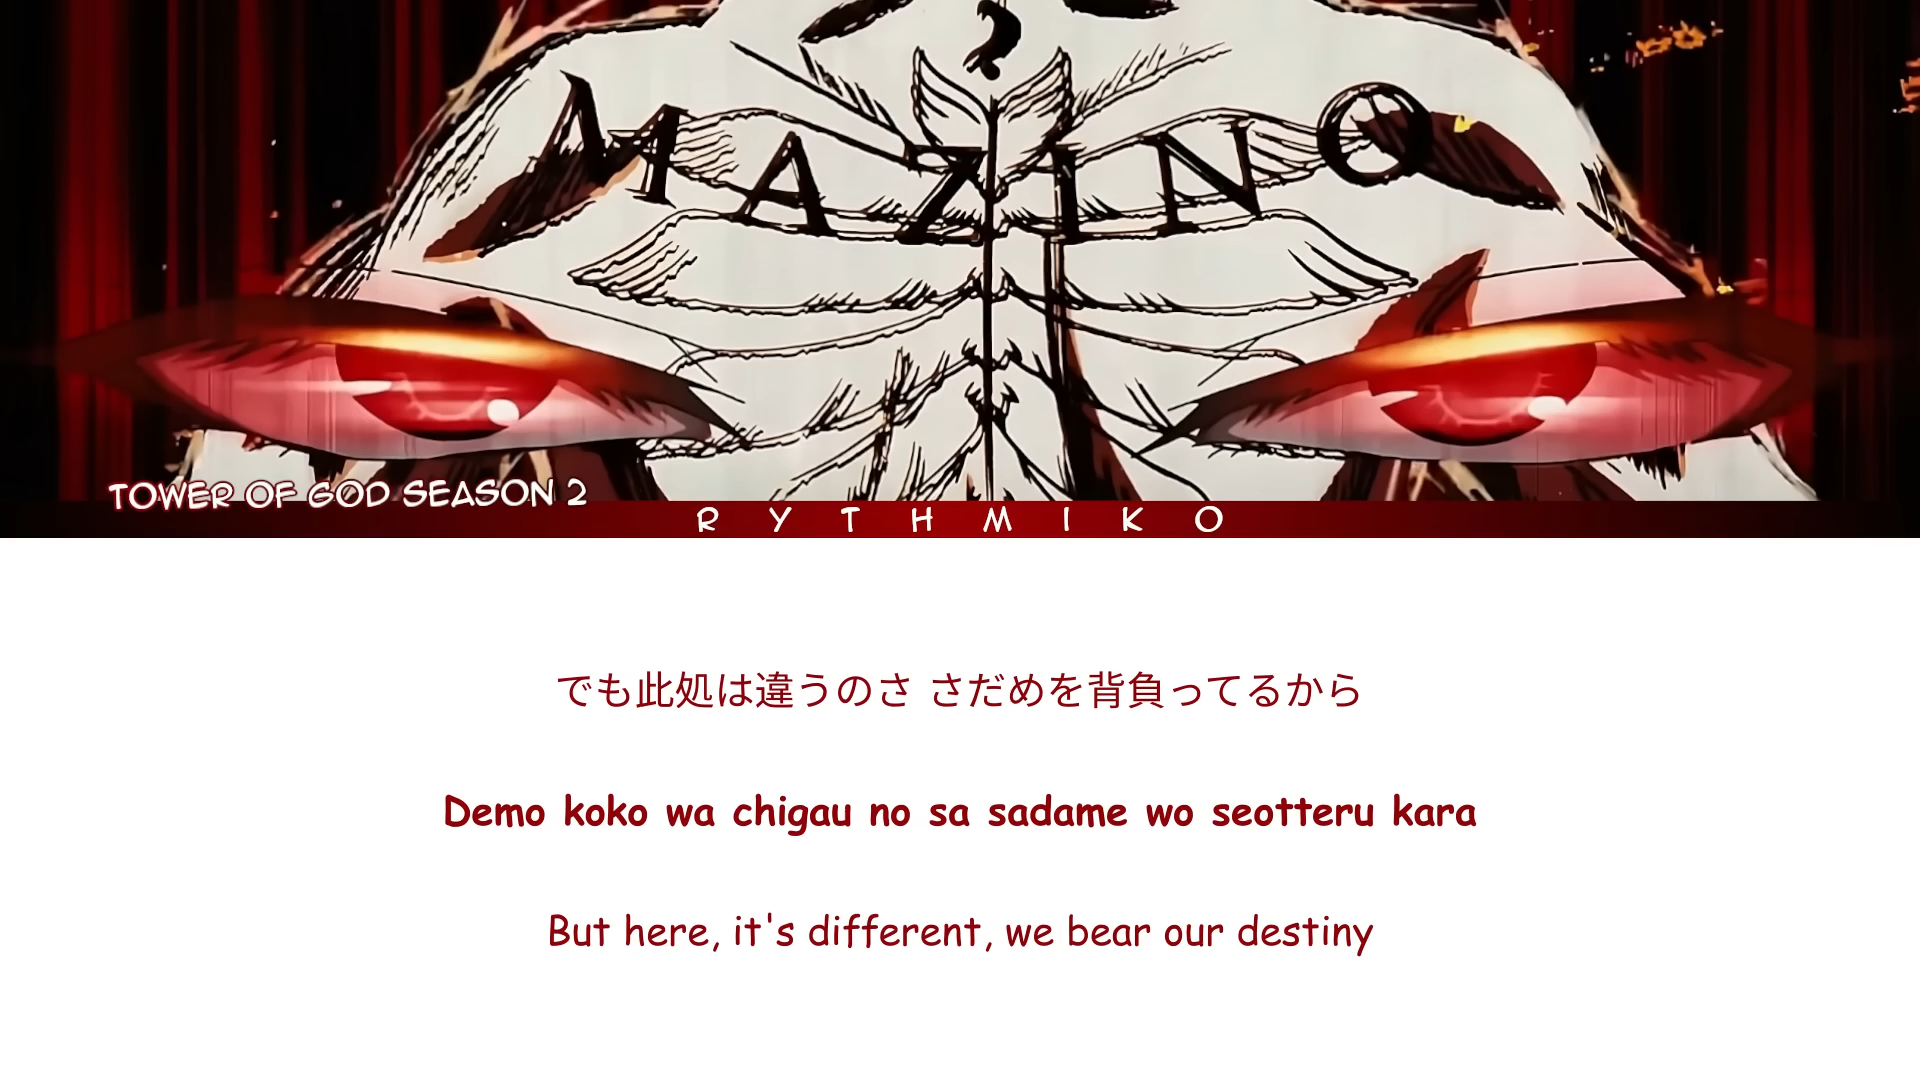 MAZINO
TOWER OF GOD SEASON 2
RYTHMIKO
でも此処は違うのさ さだめを背負ってるから
Demo koko wa chigau no sa sadame wo seotteru kara
But here, it's different, we bear our destiny